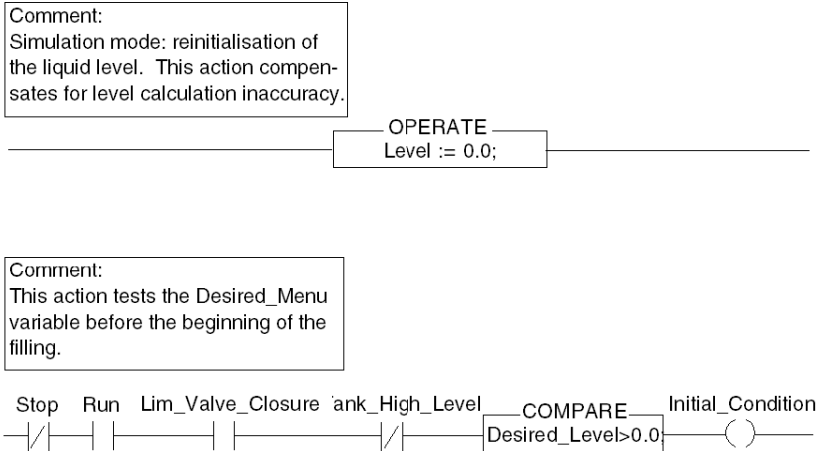 Comment:
Simulation mode: reinitialisation of
the liquid level. This action compen-
sates for level calculation inaccuracy.
OPERATE
Level := 0.0;
Comment:
This action tests the Desired_Menu
variable before the beginning of the
filling.
Stop Run Lim_Valve_Closure ank_High_Level COMPARE Initial_Condition
Desired_Level>0.0;